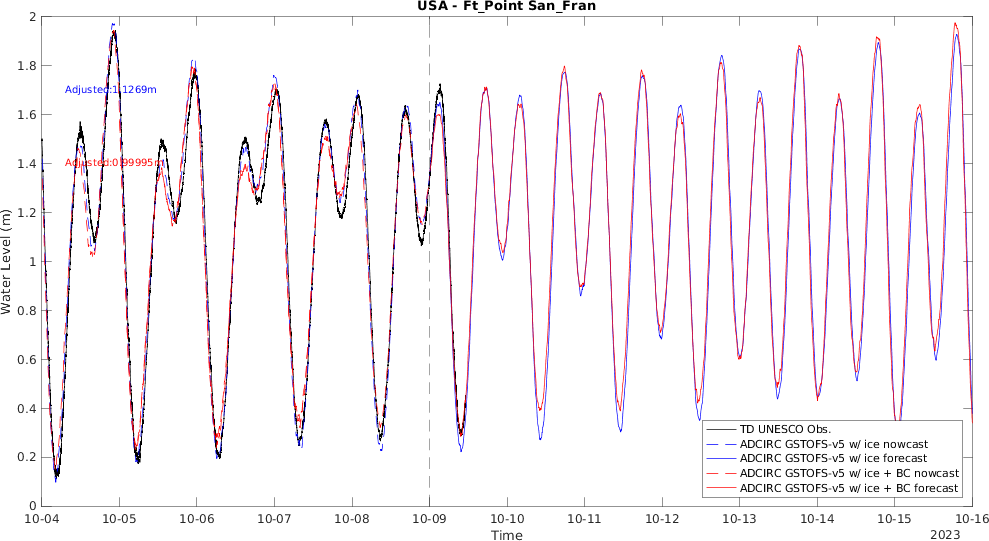 USA - Ft_Point San_Fran
2
1.8
1.6
1.4
1.2
1
0.8
0.6
0.4
0.2
0
Water Level (m)
Adjusted:1.1269m
Adjusted:0.99995m
TD UNESCO Obs.
ADCIRC GSTOFS-v5 w/ ice nowcast
ADCIRC GSTOFS-v5 w/ ice forecast
ADCIRC GSTOFS-v5 w/ ice + BC nowcast
ADCIRC GSTOFS-v5 w/ ice + BC forecast
10-04 10-05 10-06 10-07 10-08 10-09 10-10 10-11 10-12 10-13 10-14 10-15 10-16
Time
2023